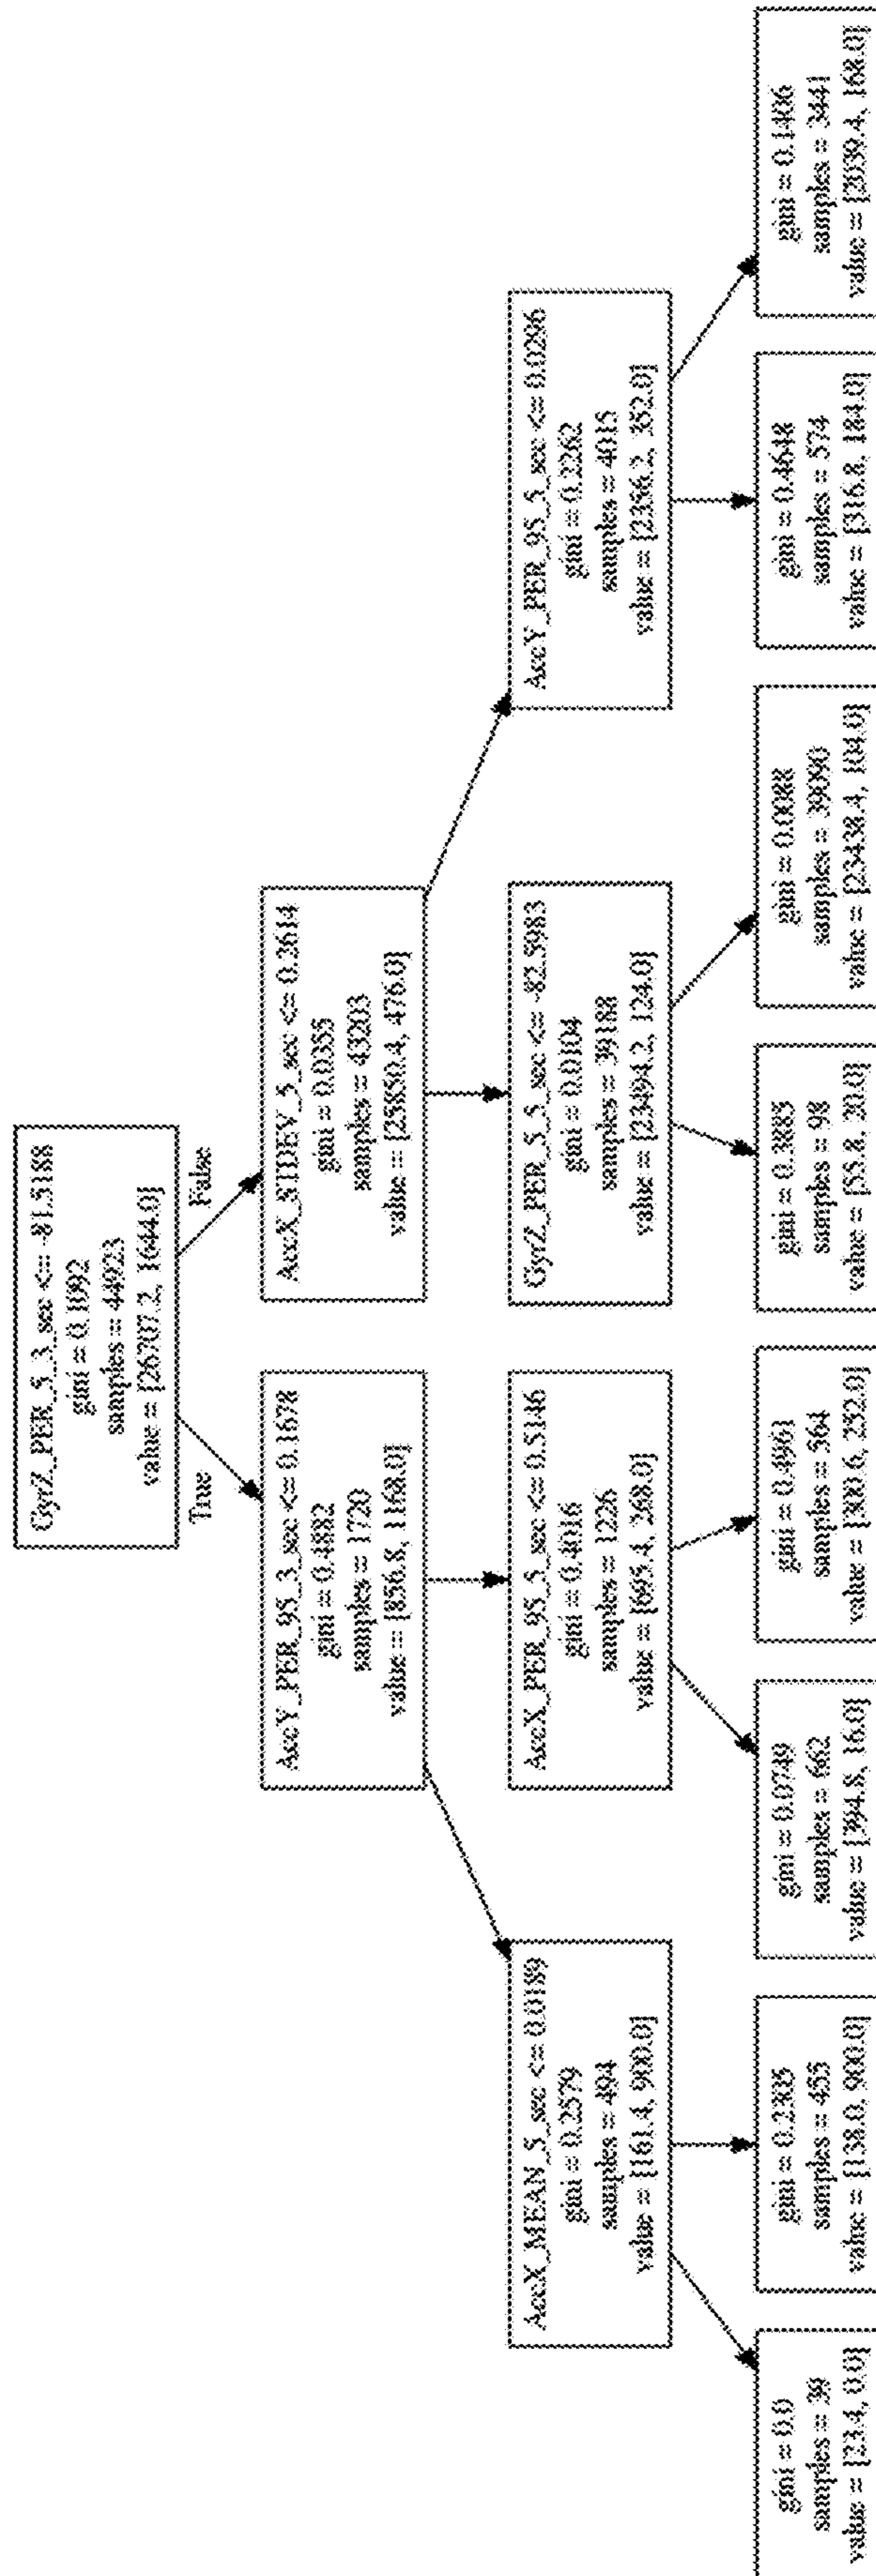 GyrZ_PER_5_3_sec <= -81.5188
gini = 0.1092
samples = 44923
value = [26707.2, 1644.0]
True
False
AccY_PER_95_3_sec <= 0.1678
gini = 0.4882
samples = 1720
value = [856.8, 1168.0]
AccX_STDEV_5_sec <= 0.2614
gini = 0.0355
samples = 43203
value = [25850.4, 476.0]
AccX_MEAN_5_sec <= 0.0189
gini = 0.2579
samples = 494
value = [161.4, 900.0]
AccX_PER_95_5_sec <= 0.5146
gini = 0.4016
samples = 1226
value = [695.4, 268.0]
GyrZ_PER_5_5_sec <= -82.5983
gini = 0.0104
samples = 39188
value = [23494.2, 124.0]
AccY_PER_95_5_sec <= 0.0296
gini = 0.2262
samples = 4015
value = [2356.2, 352.0]
gini = 0.0
samples = 39
value = [23.4, 0.0]
gini = 0.2305
samples = 455
value = [138.0, 900.0]
gini = 0.0749
samples = 662
value = [394.8, 16.0]
gini = 0.4961
samples = 564
value = [300.6, 252.0]
gini = 0.3885
samples = 98
value = [55.8, 20.0]
gini = 0.0088
samples = 39090
value = [23438.4, 104.0]
gini = 0.4648
samples = 574
value = [316.8, 184.0]
gini = 0.1406
samples = 3441
value = [2039.4, 168.0]